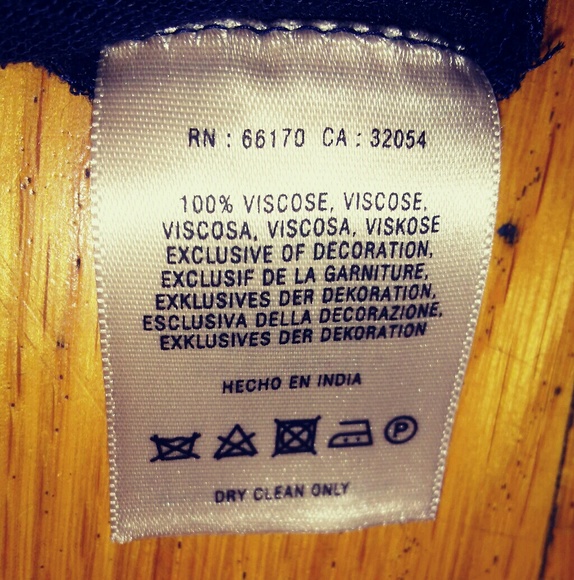 RN : 66170 CA : 32054
100% VISCOSE, VISCOSE,
VISCOSA, VISCOSA, VISKOSE
EXCLUSIVE OF DECORATION,
EXCLUSIF DE LA GARNITURE,
EXKLUSIVES DER DEKORATION,
ESCLUSIVA DELLA DECORAZIONE,
EXKLUSIVES DER DEKORATION
HECHO EN INDIA
P
DRY CLEAN ONLY